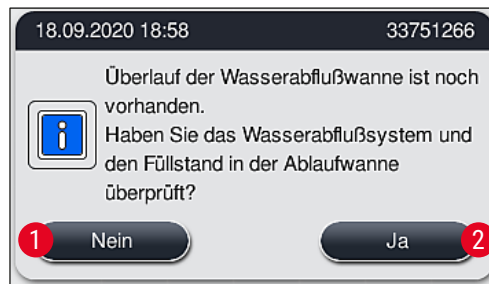 18.09.2020 18:58 33751266
Überlauf der Wasserabflußwanne ist noch
vorhanden.
Haben Sie das Wasserabflußsystem und
den Füllstand in der Ablaufwanne
überprüft?
1 Nein Ja 2